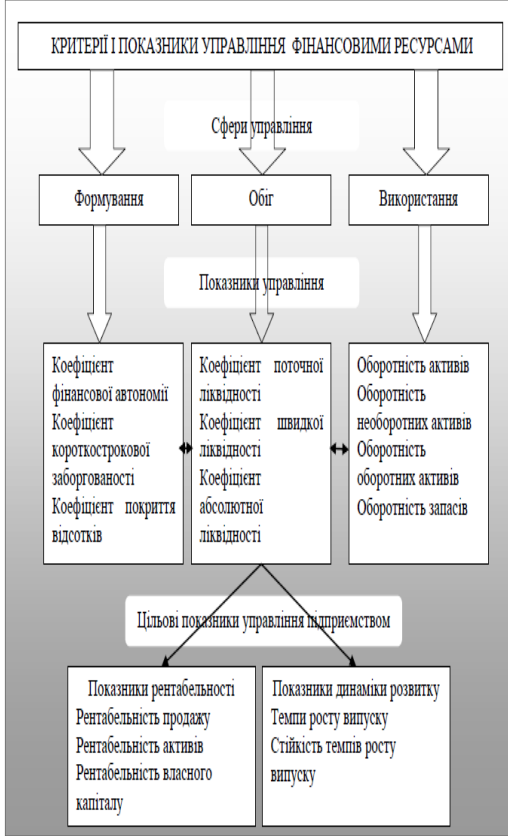 КРИТЕРІЇ І ПОКАЗНИКИ УПРАВЛІННЯ ФІНАНСОВИМИ РЕСУРСАМИ
Сфери управління
Формування
Обіг
Використання
Показники управління
Коефіцієнт
фінансової автономії
Коефіцієнт
короткострокової
заборгованості
Коефіцієнт покриття
відсотків
Коефіцієнт поточної
ліквідності
Коефіцієнт швидкої
ліквідності
Коефіцієнт
абсолютної
ліквідності
Оборотність активів
Оборотність
необоротних активів
Оборотність
оборотних активів
Оборотність запасів
Цільові показники управління підприємством
Показники рентабельності
Рентабельність продажу
Рентабельність активів
Рентабельність власного
капіталу
Показники динаміки розвитку
Темпи росту випуску
Стійкість темпів росту
випуску